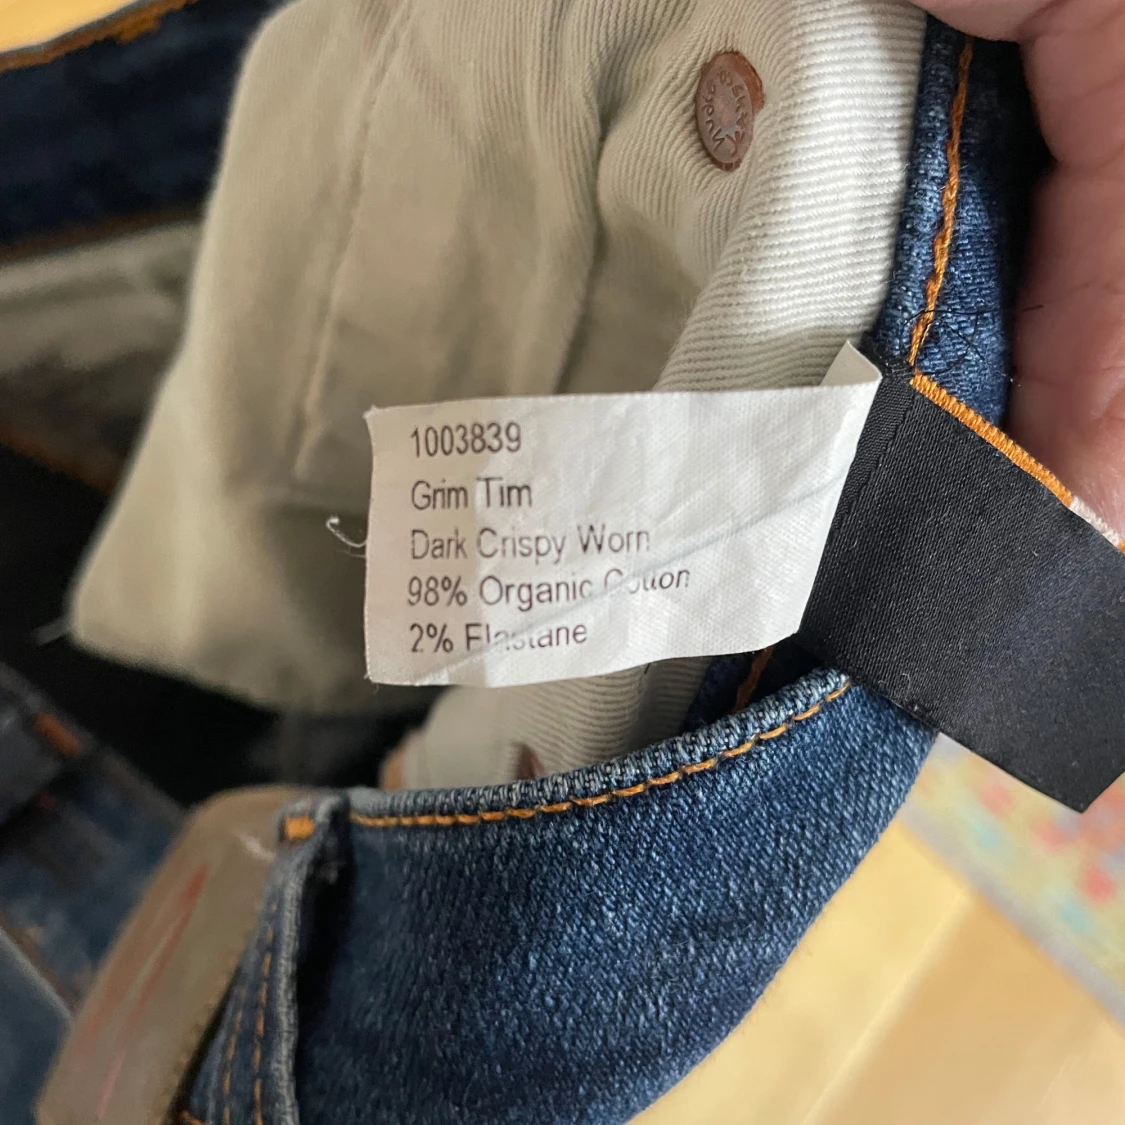 1003839
Grim Tim
Dark Crispy Worn
98% Organic Cotton
2% Elastane